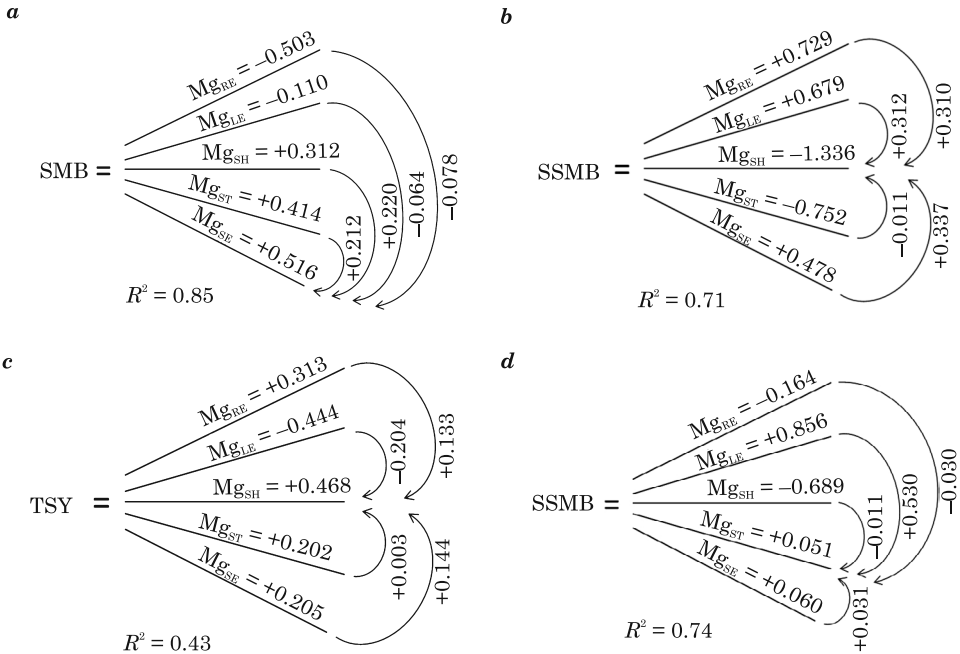 a
Mg_RE = –0.503
Mg_LE = –0.110
SMB = Mg_SH = +0.312
Mg_ST = +0.414
Mg_SE = +0.516
+0.212
+0.220
–0.064
–0.078
R² = 0.85
b
Mg_RE = +0.729
Mg_LE = +0.679
SSMB = Mg_SH = –1.336
Mg_ST = –0.752
Mg_SE = +0.478
+0.312
+0.310
–0.011
+0.337
R² = 0.71
c
Mg_RE = +0.313
Mg_LE = –0.444
TSY = Mg_SH = +0.468
Mg_ST = +0.202
Mg_SE = +0.205
–0.204
+0.133
+0.003
+0.144
R² = 0.43
d
Mg_RE = –0.164
Mg_LE = +0.856
SSMB = Mg_SH = –0.689
Mg_ST = +0.051
Mg_SE = +0.060
–0.011
+0.530
–0.030
+0.031
R² = 0.74